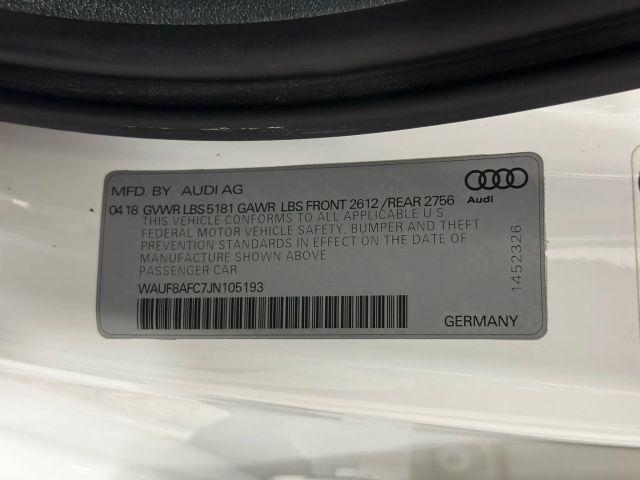 MFD. BY AUDI AG
Audi
04 18 GVWR LBS 5181 GAWR LBS FRONT 2612 / REAR 2756
THIS VEHICLE CONFORMS TO ALL APPLICABLE U S
FEDERAL MOTOR VEHICLE SAFETY. BUMPER AND THEFT
PREVENTION STANDARDS IN EFFECT ON THE DATE OF
MANUFACTURE SHOWN ABOVE
PASSENGER CAR
WAUF8AFC7JN105193
GERMANY
1452326